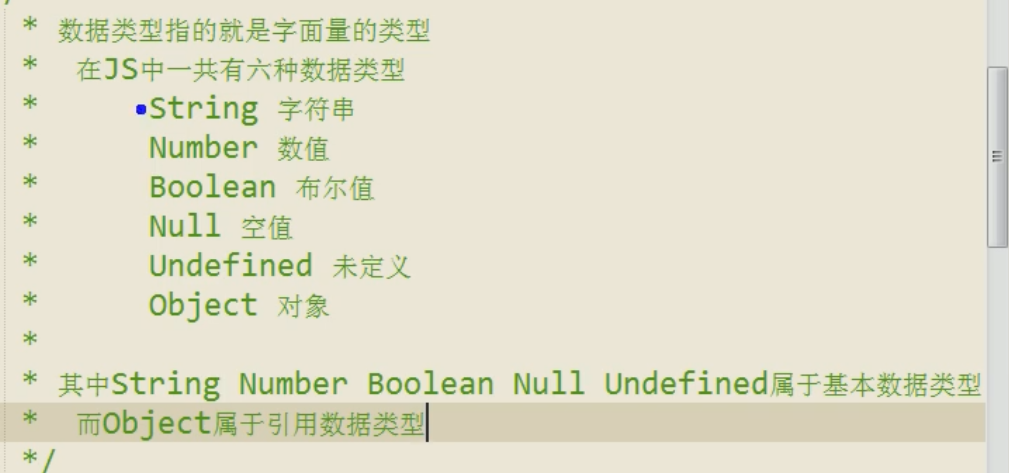 * 数据类型指的就是字面量的类型
* 在JS中一共有六种数据类型
* String 字符串
* Number 数值
* Boolean 布尔值
* Null 空值
* Undefined 未定义
* Object 对象
*
* 其中String Number Boolean Null Undefined属于基本数据类型
* 而Object属于引用数据类型
*/